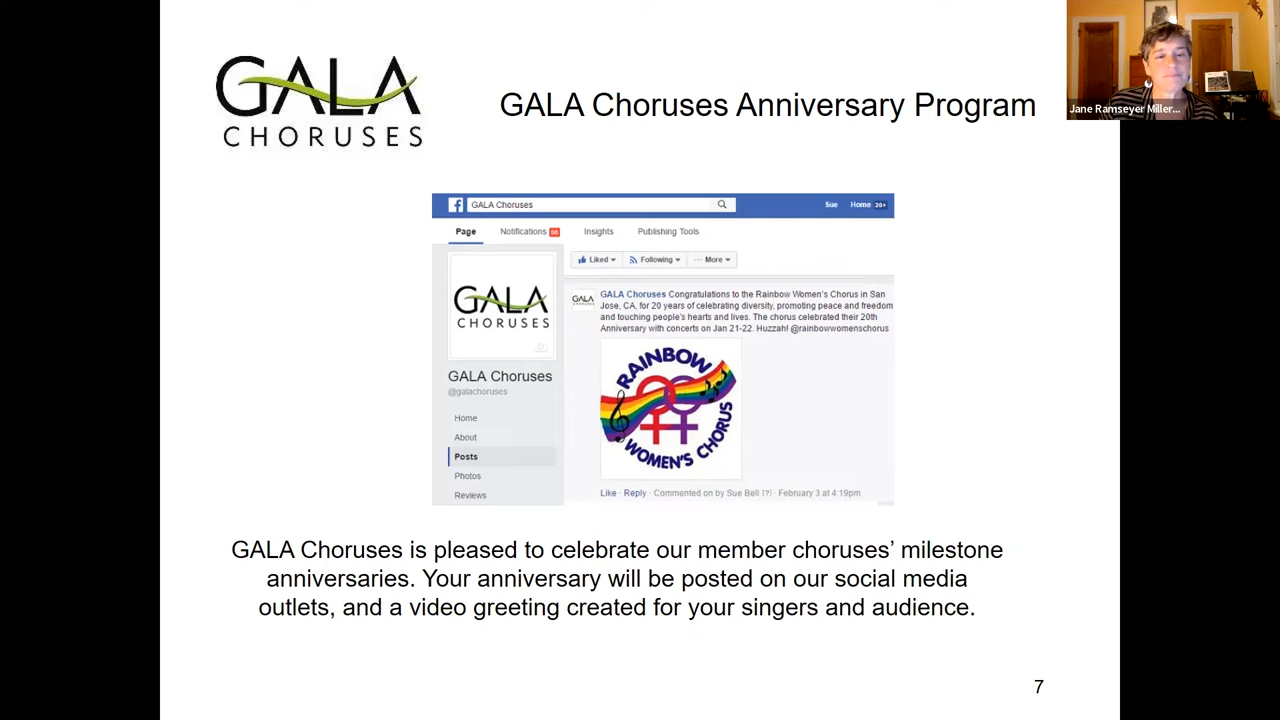 GALA
CHORUSES
GALA Choruses Anniversary Program
Jane Ramseyer Miller...
GALA Choruses
Sue Home 20+
Page Notifications Insights Publishing Tools
Liked Following ··· More
GALA
CHORUSES
GALA Choruses
@galachoruses
Home
About
Posts
Photos
Reviews
GALA
GALA Choruses Congratulations to the Rainbow Women's Chorus in San
Jose, CA, for 20 years of celebrating diversity, promoting peace and freedom
and touching people's hearts and lives. The chorus celebrated their 20th
Anniversary with concerts on Jan 21-22. Huzzah! @rainbowwomenschorus
RAINBOW
WOMEN'S CHORUS
Like · Reply · Commented on by Sue Bell [?] · February 3 at 4:19pm
GALA Choruses is pleased to celebrate our member choruses’ milestone
anniversaries. Your anniversary will be posted on our social media
outlets, and a video greeting created for your singers and audience.
7